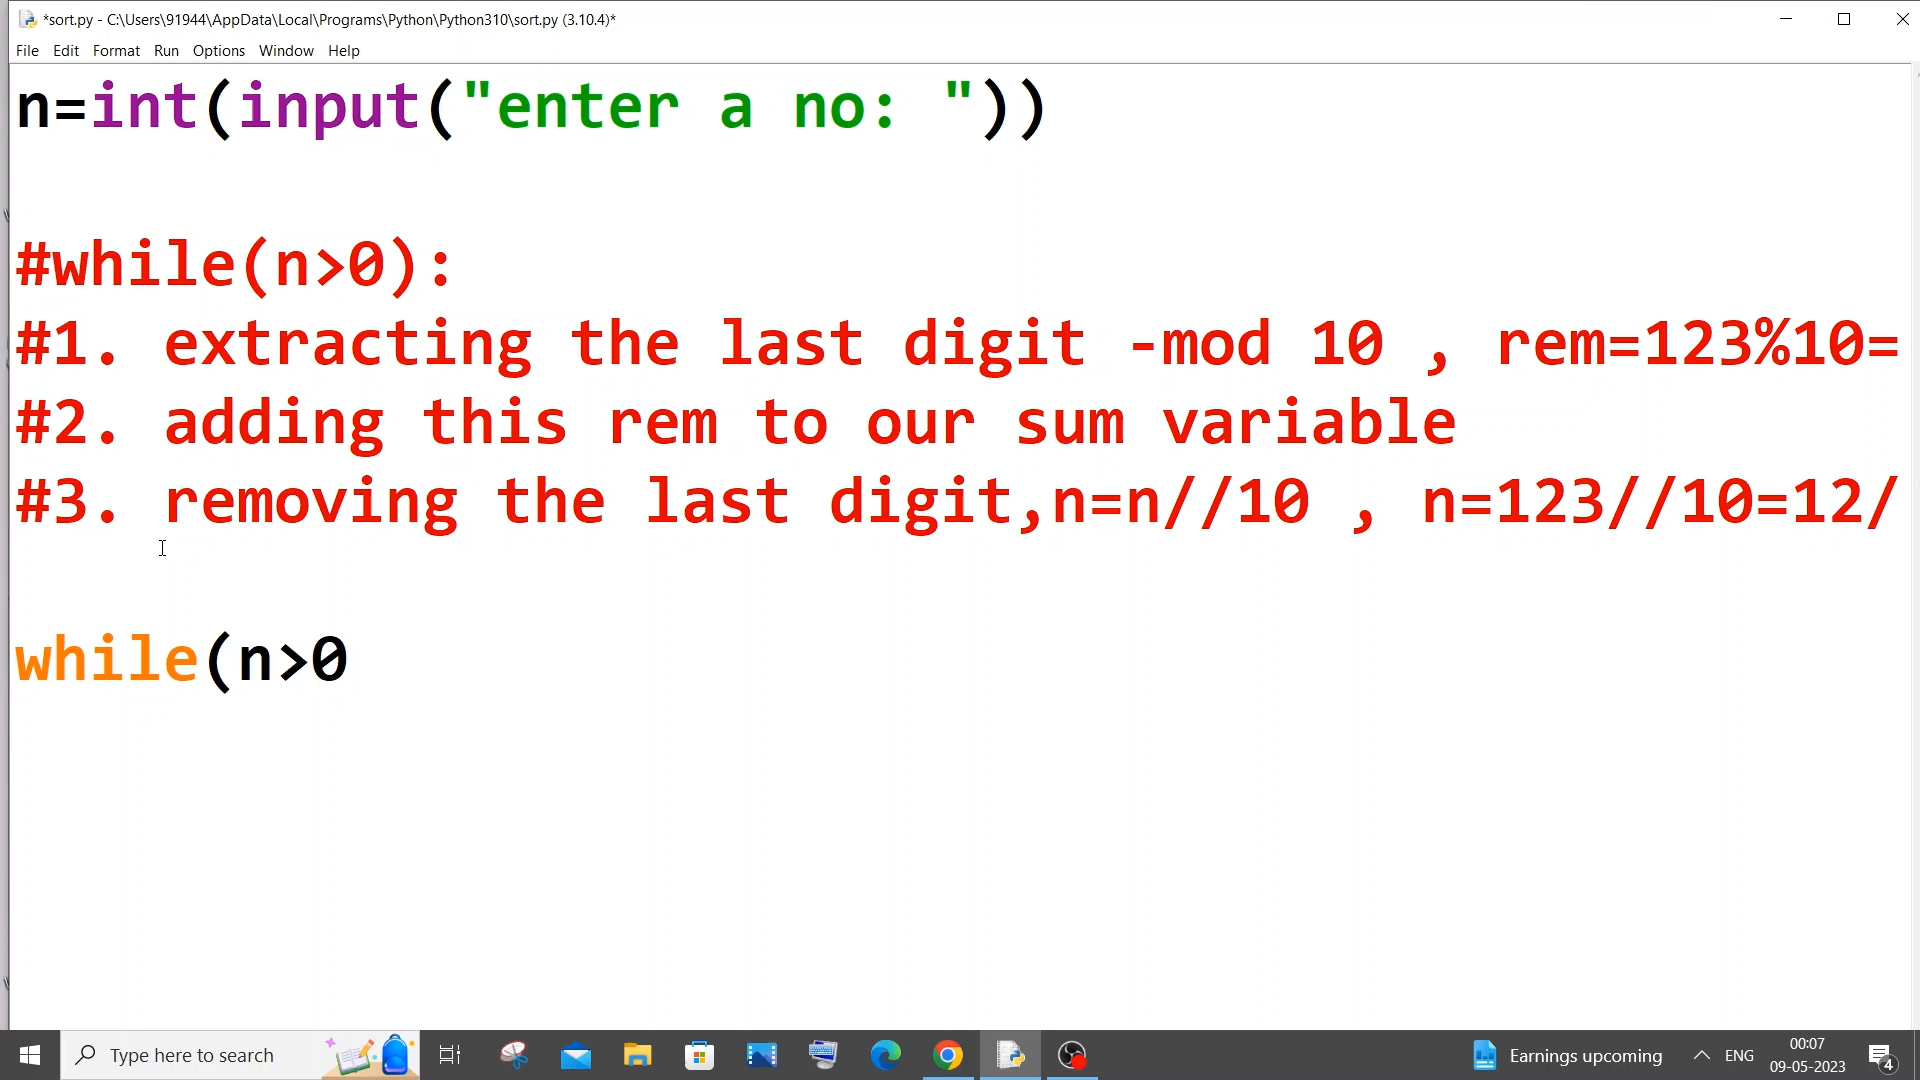 *sort.py - C:\Users\91944\AppData\Local\Programs\Python\Python310\sort.py (3.10.4)*
File Edit Format Run Options Window Help
n=int(input("enter a no: "))
#while(n>0):
#1. extracting the last digit -mod 10 , rem=123%10=
#2. adding this rem to our sum variable
#3. removing the last digit,n=n//10 , n=123//10=12/
while(n>0
Type here to search
Earnings upcoming
ENG
00:07
09-05-2023
4